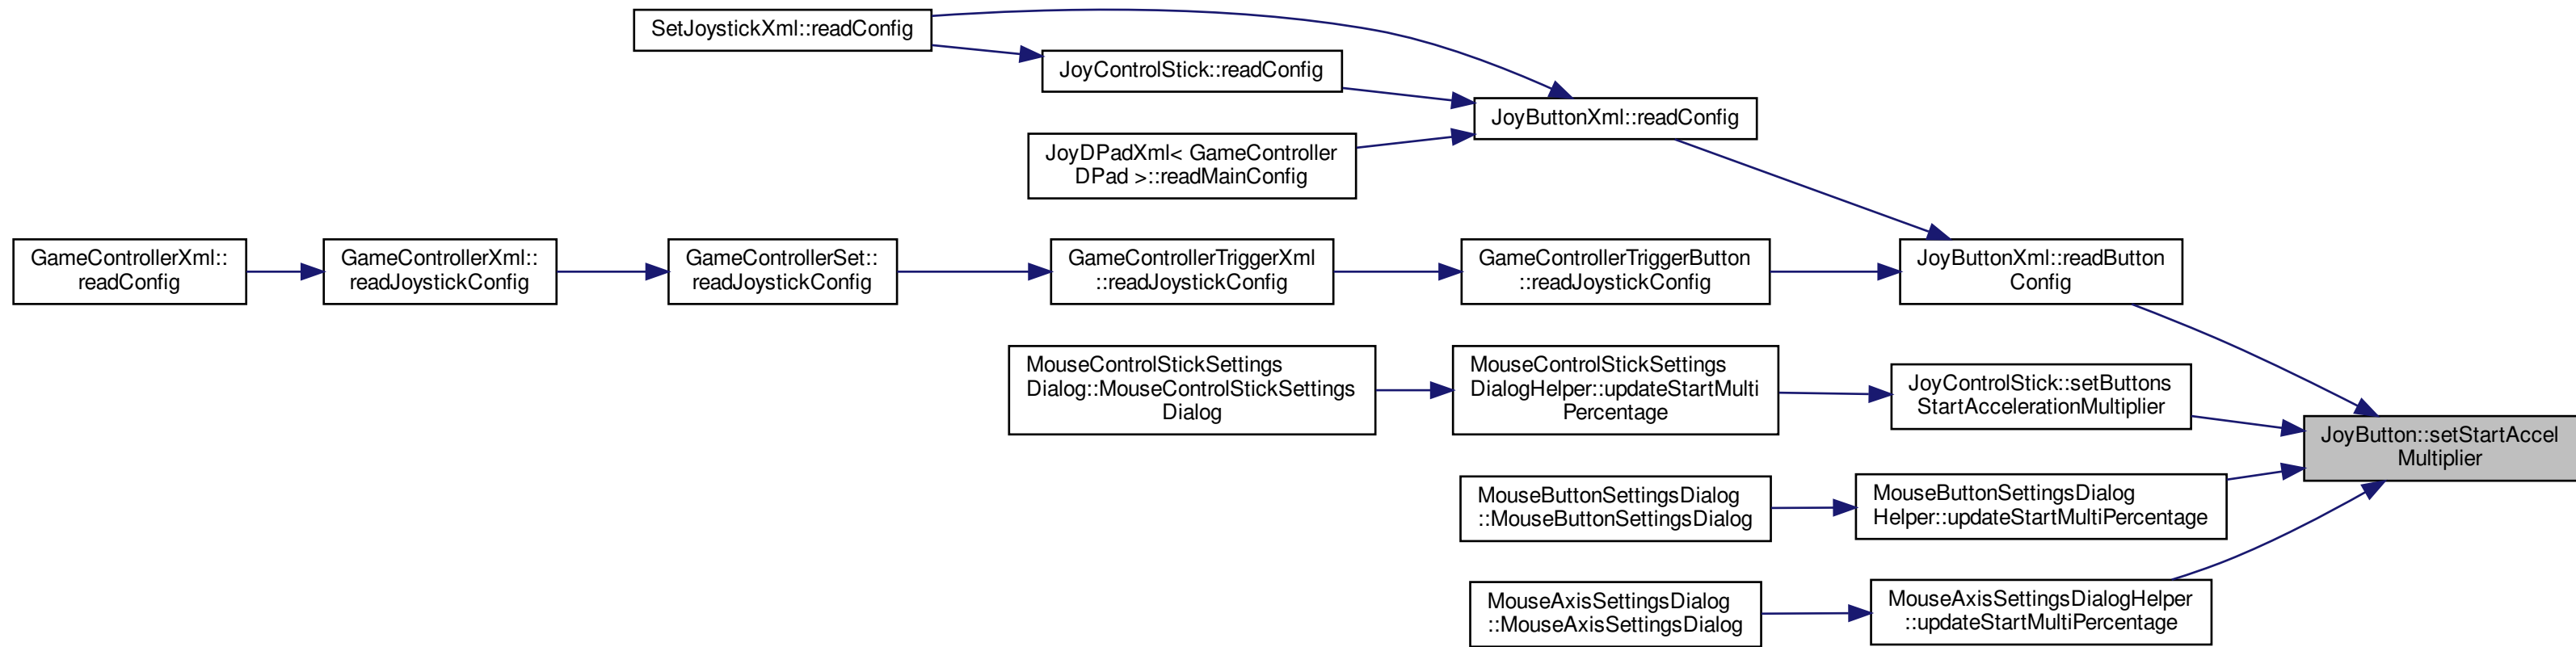 SetJoystickXml::readConfig
JoyControlStick::readConfig
JoyButtonXml::readConfig
JoyDPadXml< GameController
DPad >::readMainConfig
GameControllerXml::
readConfig
GameControllerXml::
readJoystickConfig
GameControllerSet::
readJoystickConfig
GameControllerTriggerXml
::readJoystickConfig
GameControllerTriggerButton
::readJoystickConfig
JoyButtonXml::readButton
Config
MouseControlStickSettings
Dialog::MouseControlStickSettings
Dialog
MouseControlStickSettings
DialogHelper::updateStartMulti
Percentage
JoyControlStick::setButtons
StartAccelerationMultiplier
JoyButton::setStartAccel
Multiplier
MouseButtonSettingsDialog
::MouseButtonSettingsDialog
MouseButtonSettingsDialog
Helper::updateStartMultiPercentage
MouseAxisSettingsDialog
::MouseAxisSettingsDialog
MouseAxisSettingsDialogHelper
::updateStartMultiPercentage